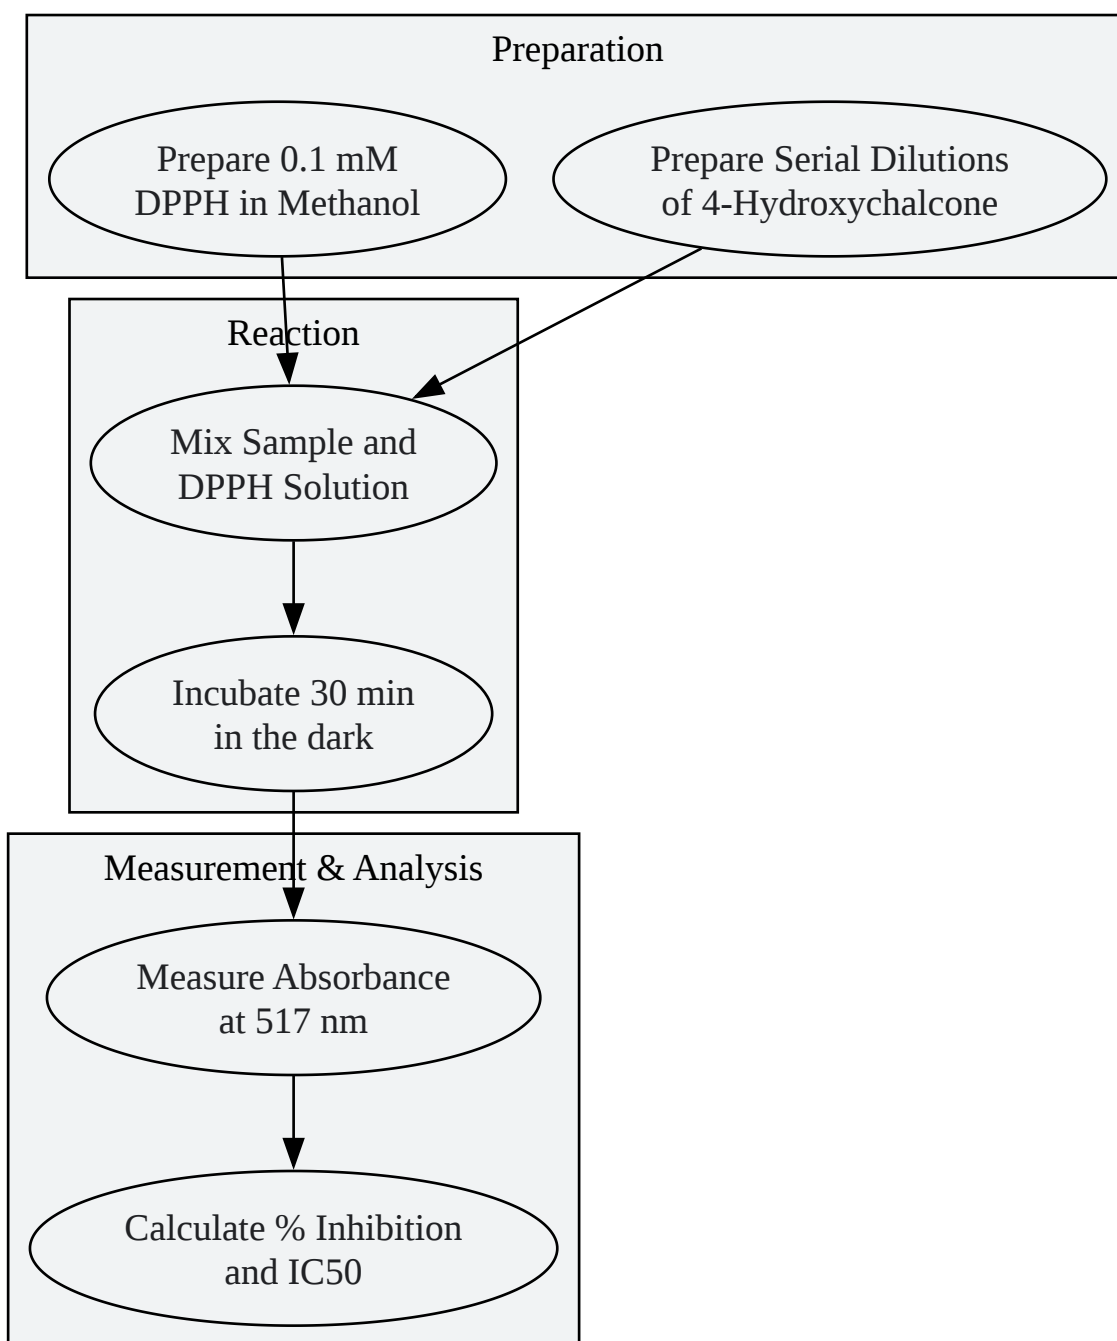 Preparation
Prepare 0.1 mM
DPPH in Methanol
Prepare Serial Dilutions
of 4-Hydroxychalcone
Reaction
Mix Sample and
DPPH Solution
Incubate 30 min
in the dark
Measurement & Analysis
Measure Absorbance
at 517 nm
Calculate % Inhibition
and IC50